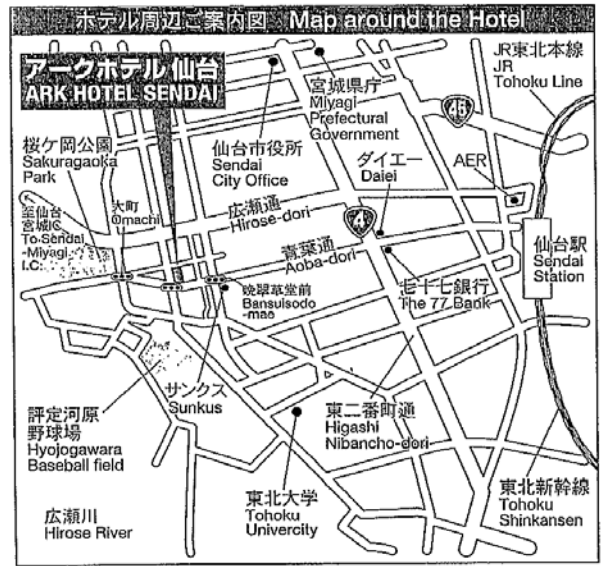 ホテル周辺ご案内図 Map around the Hotel
アークホテル 仙台
ARK HOTEL SENDAI
JR東北本線
JR
Tohoku Line
宮城県庁
Miyagi
Prefectural
Government
48
桜ケ岡公園
Sakuragaoka
Park
仙台市役所
Sendai
City Office
ダイエー
Daiei
AER
大町
Omachi
広瀬通
Hirose-dori
至仙台
宮城IC
To Sendai
-Miyagi
I.C.
4
仙台駅
Sendai
Station
青葉通
Aoba-dori
晩翠草堂前
Bansuisodo
-mae
七十七銀行
The 77 Bank
サンクス
Sunkus
評定河原
野球場
Hyojogawara
Baseball field
東二番町通
Higashi
Nibancho-dori
東北大学
Tohoku
Univercity
東北新幹線
Tohoku
Shinkansen
広瀬川
Hirose River